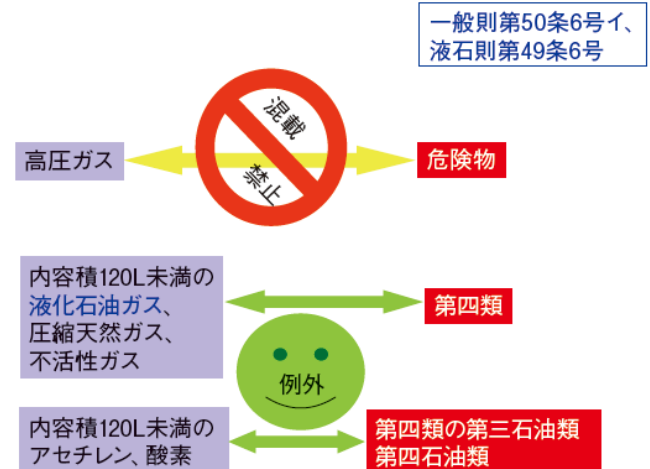 一般則第50条6号イ、
液石則第49条6号
混載
禁止
高圧ガス
危険物
内容積120L未満の
液化石油ガス、
圧縮天然ガス、
不活性ガス
第四類
例外
内容積120L未満の
アセチレン、酸素
第四類の第三石油類
第四石油類